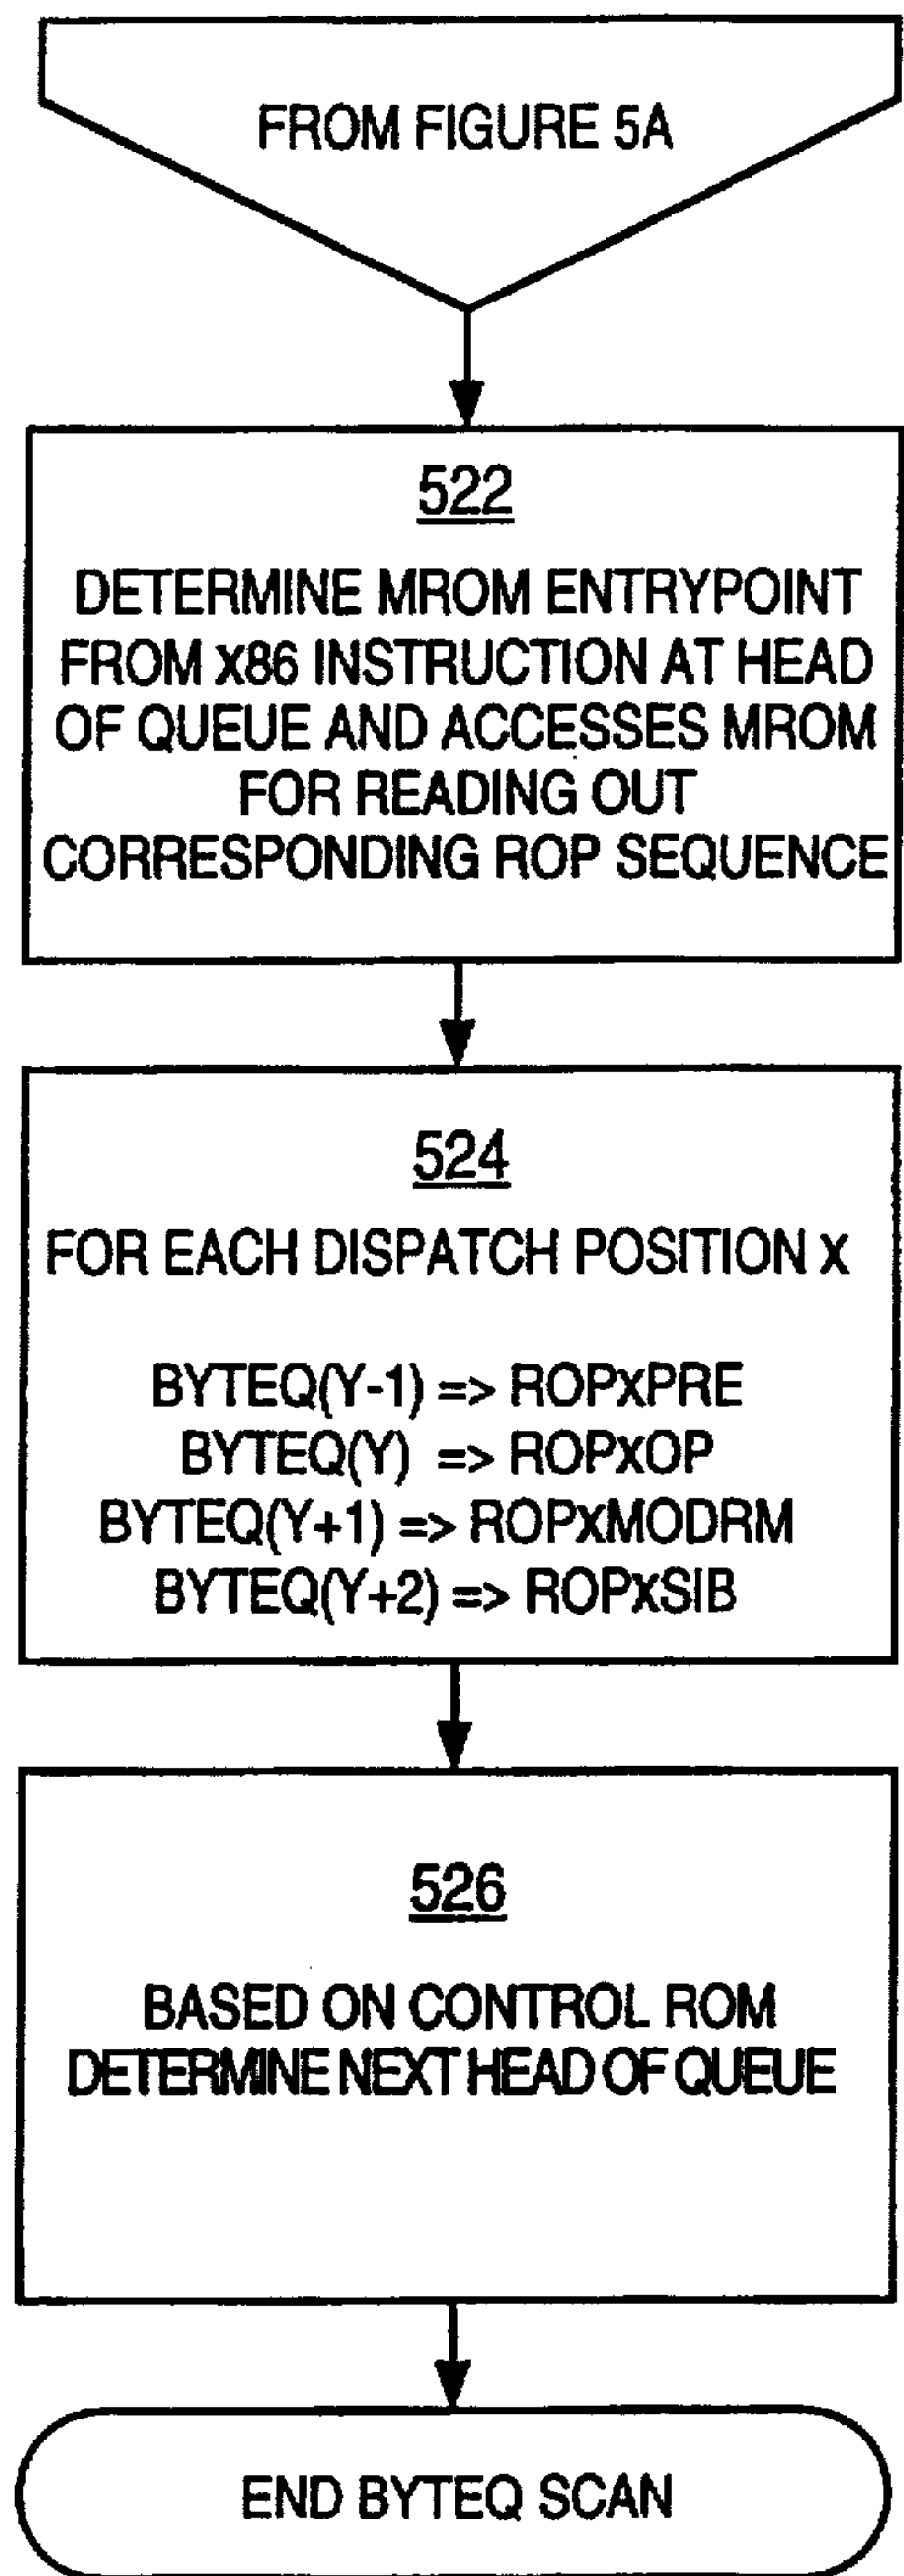 FROM FIGURE 5A
522
DETERMINE MROM ENTRYPOINT
FROM X86 INSTRUCTION AT HEAD
OF QUEUE AND ACCESSES MROM
FOR READING OUT
CORRESPONDING ROP SEQUENCE
524
FOR EACH DISPATCH POSITION X
BYTEQ(Y-1) => ROPXPRE
BYTEQ(Y) => ROPXOP
BYTEQ(Y+1) => ROPXMODRM
BYTEQ(Y+2) => ROPXSIB
526
BASED ON CONTROL ROM
DETERMINE NEXT HEAD OF QUEUE
END BYTEQ SCAN